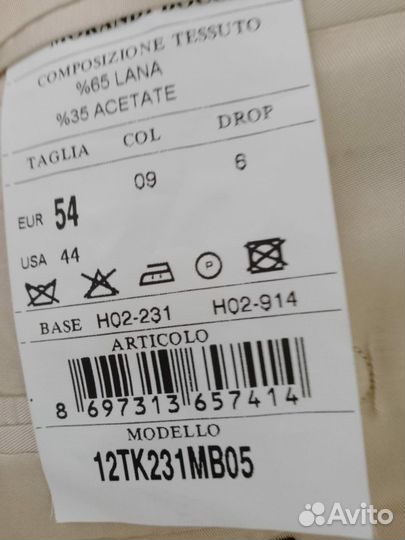 COMPOSIZIONE TESSUTO
%65 LANA
%35 ACETATE
TAGLIA COL DROP
EUR 54 09 6
USA 44
P
BASE H02-231 H02-914
ARTICOLO
8 697313 657414
MODELLO
12TK231MB05
Avito